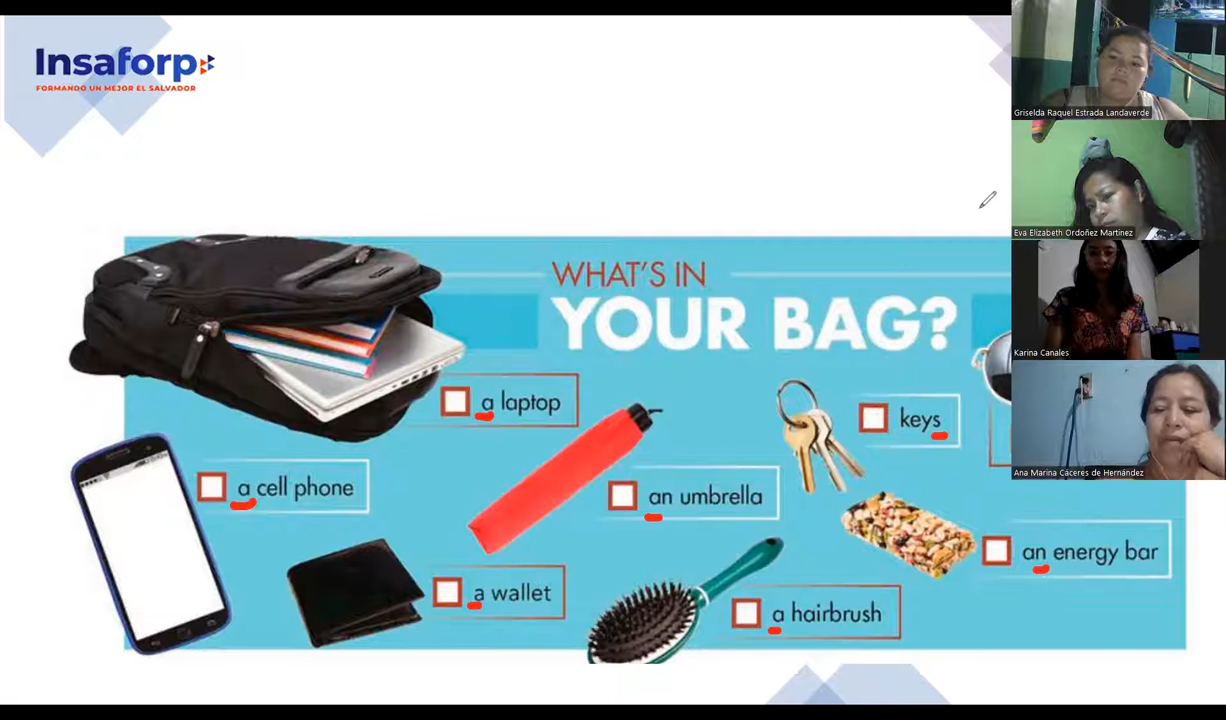 Insaforp
FORMANDO UN MEJOR EL SALVADOR
WHAT'S IN
YOUR BAG?
a laptop
keys
a cell phone
an umbrella
an energy bar
a wallet
a hairbrush
Griselda Raquel Estrada Landaverde
Eva Elizabeth Ordoñez Martinez
Karina Canales
Ana Marina Cáceres de Hernández